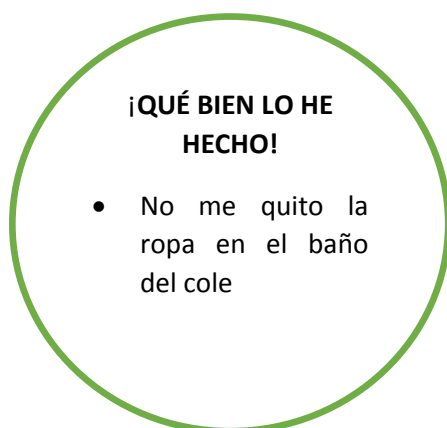 ¡QUÉ BIEN LO HE
HECHO!
• No me quito la
ropa en el baño
del cole